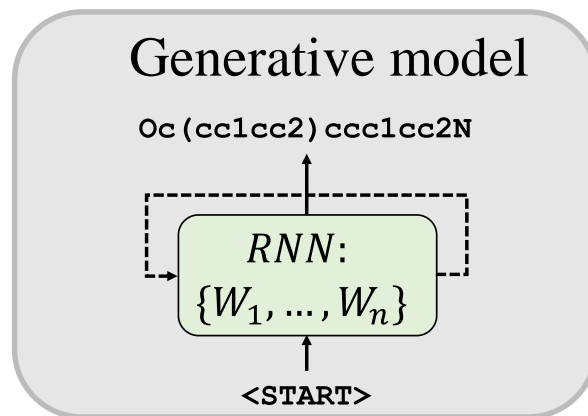 Generative model
Oc(cc1cc2)ccc1cc2N
RNN:
{W₁, …, Wₙ}
<START>